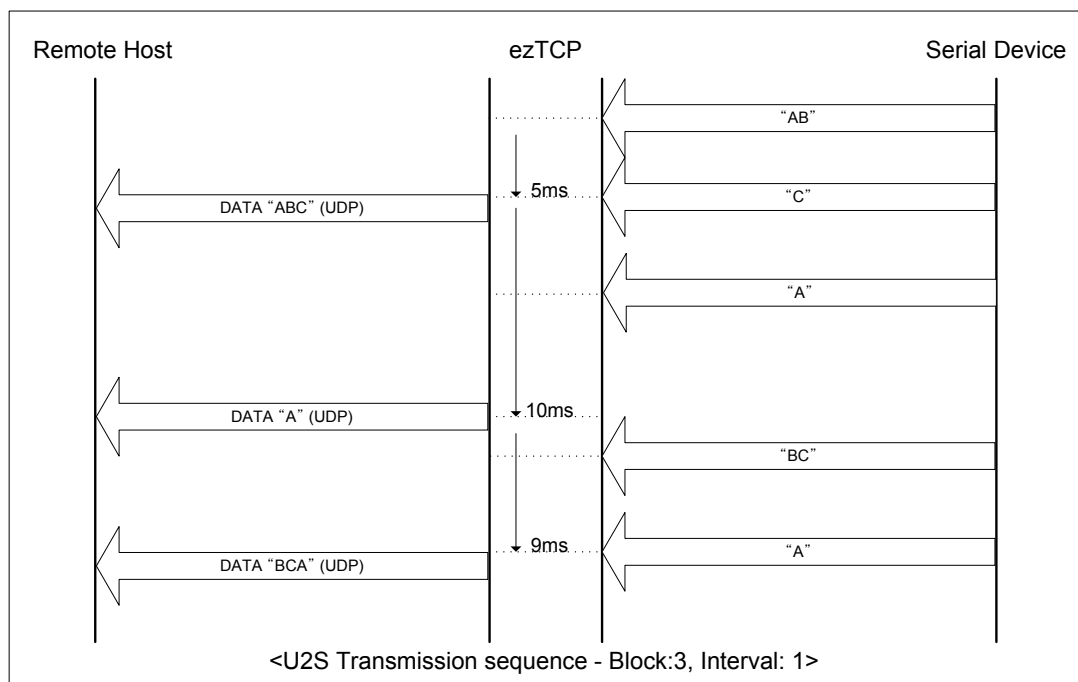 Remote Host
ezTCP
Serial Device
“AB”
5ms
“C”
DATA “ABC” (UDP)
“A”
10ms
DATA “A” (UDP)
“BC”
9ms
“A”
DATA “BCA” (UDP)
<U2S Transmission sequence - Block:3, Interval: 1>